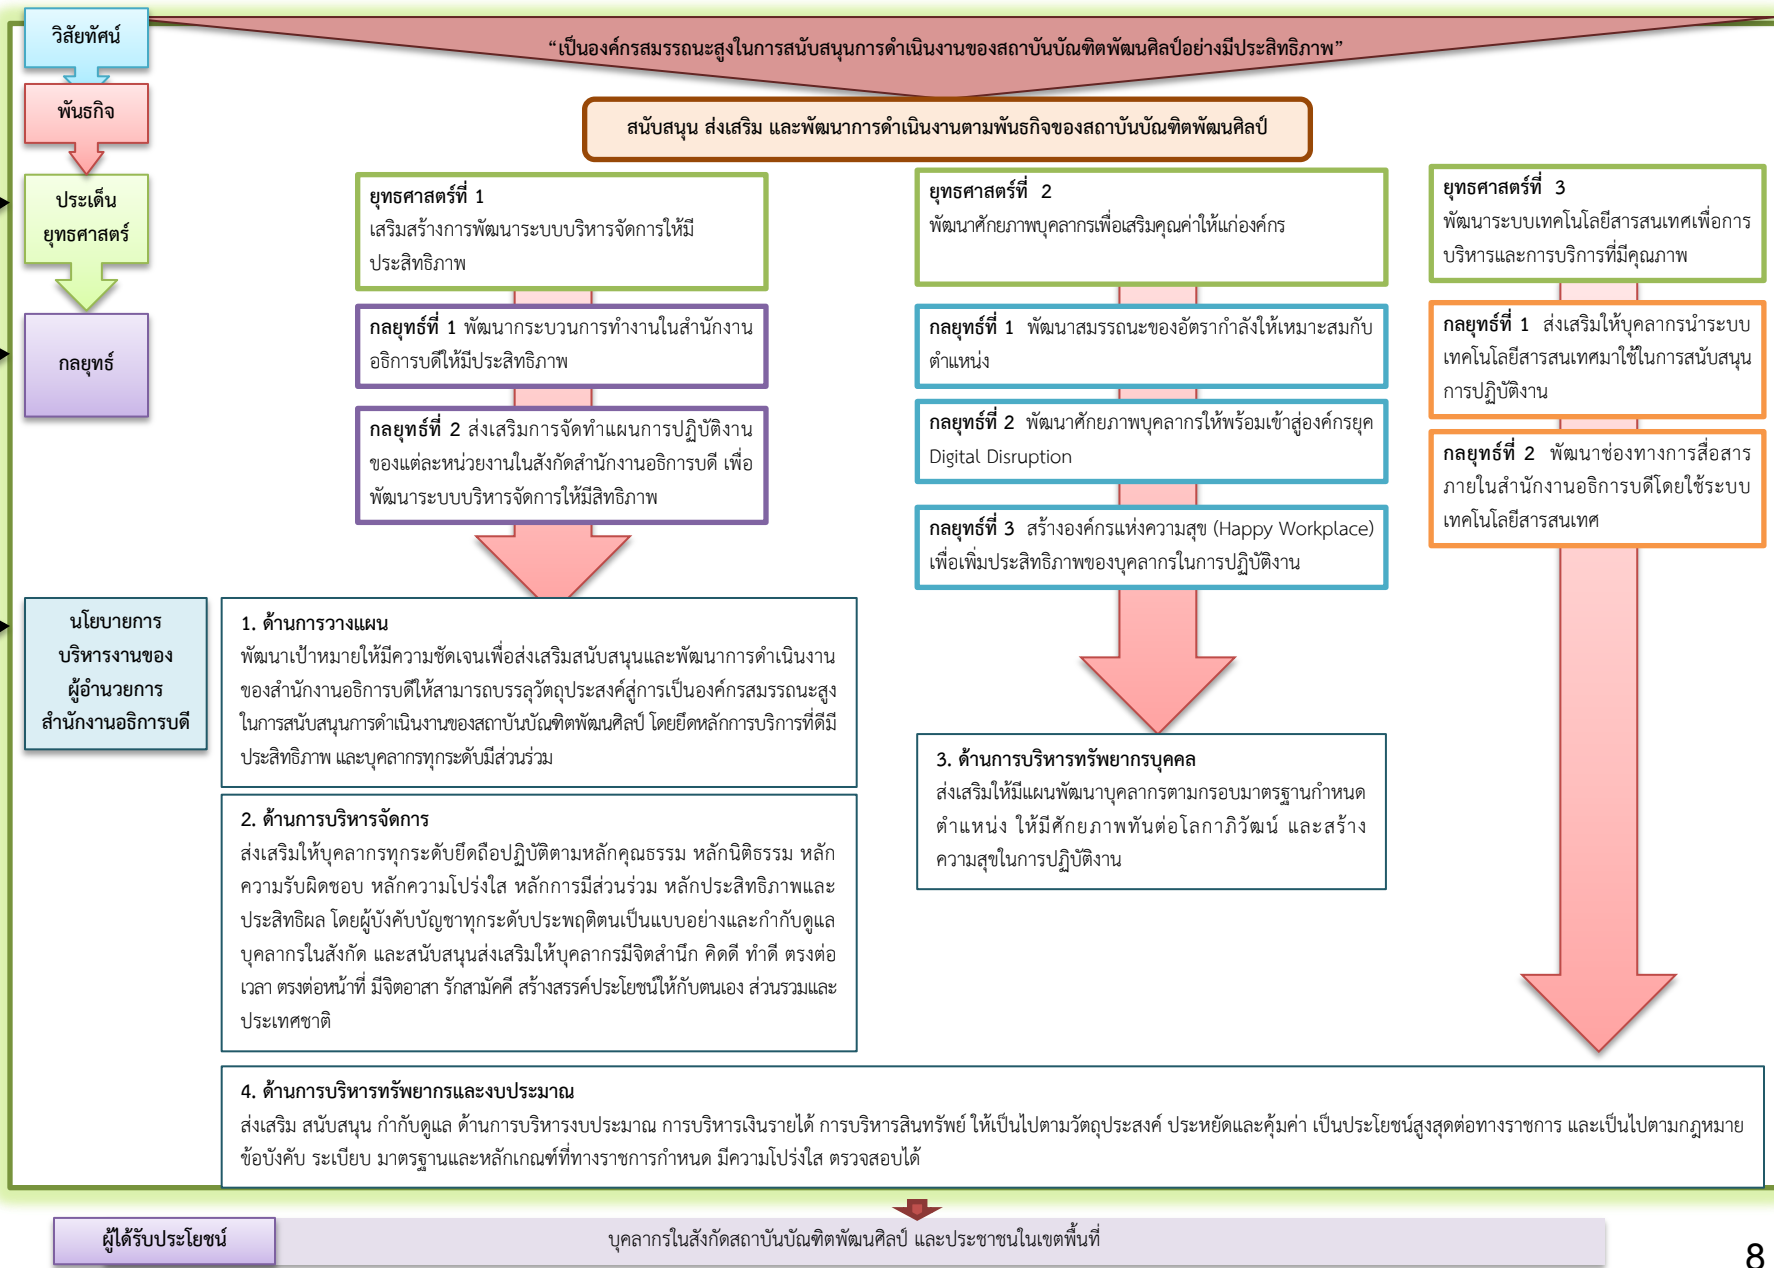 วิสัยทัศน์
“เป็นองค์กรสมรรถนะสูงในการสนับสนุนการดำเนินงานของสถาบันบัณฑิตพัฒนศิลป์อย่างมีประสิทธิภาพ”
พันธกิจ
สนับสนุน ส่งเสริม และพัฒนาการดำเนินงานตามพันธกิจของสถาบันบัณฑิตพัฒนศิลป์
ประเด็น
ยุทธศาสตร์
ยุทธศาสตร์ที่ 1
เสริมสร้างการพัฒนาระบบบริหารจัดการให้มี
ประสิทธิภาพ
ยุทธศาสตร์ที่ 2
พัฒนาศักยภาพบุคลากรเพื่อเสริมคุณค่าให้แก่องค์กร
ยุทธศาสตร์ที่ 3
พัฒนาระบบเทคโนโลยีสารสนเทศเพื่อการ
บริหารและการบริการที่มีคุณภาพ
กลยุทธ์
กลยุทธ์ที่ 1 พัฒนากระบวนการทำงานในสำนักงาน
อธิการบดีให้มีประสิทธิภาพ
กลยุทธ์ที่ 2 ส่งเสริมการจัดทำแผนการปฏิบัติงาน
ของแต่ละหน่วยงานในสังกัดสำนักงานอธิการบดี เพื่อ
พัฒนาระบบบริหารจัดการให้มีสิทธิภาพ
กลยุทธ์ที่ 1 พัฒนาสมรรถนะของอัตรากำลังให้เหมาะสมกับ
ตำแหน่ง
กลยุทธ์ที่ 2 พัฒนาศักยภาพบุคลากรให้พร้อมเข้าสู่องค์กรยุค
Digital Disruption
กลยุทธ์ที่ 3 สร้างองค์กรแห่งความสุข (Happy Workplace)
เพื่อเพิ่มประสิทธิภาพของบุคลากรในการปฏิบัติงาน
กลยุทธ์ที่ 1 ส่งเสริมให้บุคลากรนำระบบ
เทคโนโลยีสารสนเทศมาใช้ในการสนับสนุน
การปฏิบัติงาน
กลยุทธ์ที่ 2 พัฒนาช่องทางการสื่อสาร
ภายในสำนักงานอธิการบดีโดยใช้ระบบ
เทคโนโลยีสารสนเทศ
นโยบายการ
บริหารงานของ
ผู้อำนวยการ
สำนักงานอธิการบดี
1. ด้านการวางแผน
พัฒนาเป้าหมายให้มีความชัดเจนเพื่อส่งเสริมสนับสนุนและพัฒนาการดำเนินงาน
ของสำนักงานอธิการบดีให้สามารถบรรลุวัตถุประสงค์สู่การเป็นองค์กรสมรรถนะสูง
ในการสนับสนุนการดำเนินงานของสถาบันบัณฑิตพัฒนศิลป์ โดยยึดหลักการบริการที่ดีมี
ประสิทธิภาพ และบุคลากรทุกระดับมีส่วนร่วม
2. ด้านการบริหารจัดการ
ส่งเสริมให้บุคลากรทุกระดับยึดถือปฏิบัติตามหลักคุณธรรม หลักนิติธรรม หลัก
ความรับผิดชอบ หลักความโปร่งใส หลักการมีส่วนร่วม หลักประสิทธิภาพและ
ประสิทธิผล โดยผู้บังคับบัญชาทุกระดับประพฤติตนเป็นแบบอย่างและกำกับดูแล
บุคลากรในสังกัด และสนับสนุนส่งเสริมให้บุคลากรมีจิตสำนึก คิดดี ทำดี ตรงต่อ
เวลา ตรงต่อหน้าที่ มีจิตอาสา รักสามัคคี สร้างสรรค์ประโยชน์ให้กับตนเอง ส่วนรวมและ
ประเทศชาติ
3. ด้านการบริหารทรัพยากรบุคคล
ส่งเสริมให้มีแผนพัฒนาบุคลากรตามกรอบมาตรฐานกำหนด
ตำแหน่ง ให้มีศักยภาพทันต่อโลกาภิวัฒน์ และสร้าง
ความสุขในการปฏิบัติงาน
4. ด้านการบริหารทรัพยากรและงบประมาณ
ส่งเสริม สนับสนุน กำกับดูแล ด้านการบริหารงบประมาณ การบริหารเงินรายได้ การบริหารสินทรัพย์ ให้เป็นไปตามวัตถุประสงค์ ประหยัดและคุ้มค่า เป็นประโยชน์สูงสุดต่อทางราชการ และเป็นไปตามกฎหมาย
ข้อบังคับ ระเบียบ มาตรฐานและหลักเกณฑ์ที่ทางราชการกำหนด มีความโปร่งใส ตรวจสอบได้
ผู้ได้รับประโยชน์
บุคลากรในสังกัดสถาบันบัณฑิตพัฒนศิลป์ และประชาชนในเขตพื้นที่
8